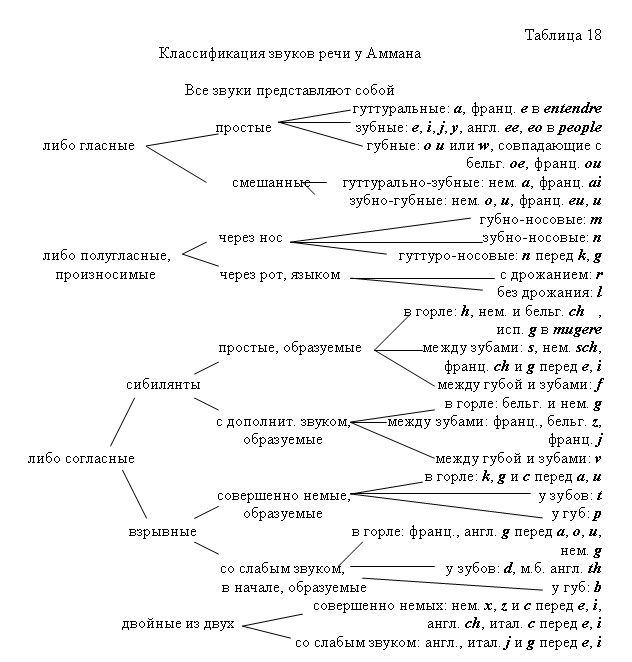 Таблица 18
Классификация звуков речи у Аммана
Все звуки представляют собой
гуттуральные: a, франц. e в entendre
простые зубные: e, i, j, y, англ. ee, eo в people
либо гласные губные: o u или w, совпадающие с
бельг. oe, франц. ou
смешанные гуттурально-зубные: нем. a, франц. ai
зубно-губные: нем. o, u, франц. eu, u
губно-носовые: m
через нос зубно-носовые: n
либо полугласные, гуттуро-носовые: n перед k, g
произносимые через рот, языком с дрожанием: r
без дрожания: l
в горле: h, нем. и бельг. ch ,
исп. g в mugere
простые, образуемые между зубами: s, нем. sch,
франц. ch и g перед e, i
сибилянты между губой и зубами: f
в горле: бельг. и нем. g
с дополнит. звуком, между зубами: франц., бельг. z,
образуемые франц. j
либо согласные между губой и зубами: v
в горле: k, g и c перед a, u
совершенно немые, у зубов: t
образуемые у губ: p
взрывные в горле: франц., англ. g перед a, o, u,
нем. g
со слабым звуком, у зубов: d, м.б. англ. th
в начале, образуемые у губ: b
совершенно немых: нем. x, z и c перед e, i,
двойные из двух англ. ch, итал. c перед e, i
со слабым звуком: англ., итал. j и g перед e, i